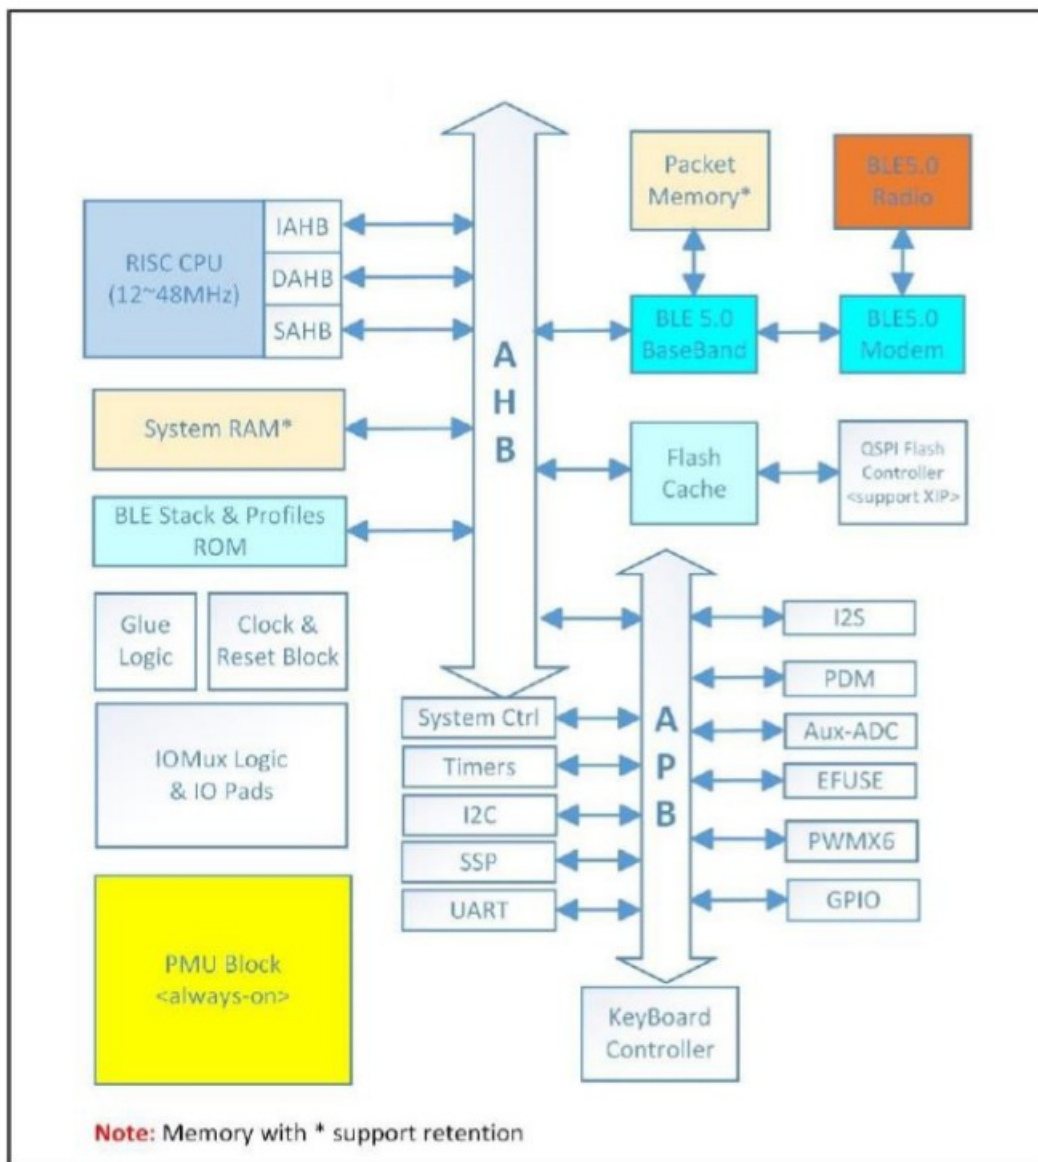 Packet
Memory*
BLE5.0
Radio
RISC CPU
(12~48MHz)
IAHB
DAHB
SAHB
BLE 5.0
BaseBand
BLE5.0
Modem
A
H
B
System RAM*
Flash
Cache
QSPI Flash
Controller
<support XIP>
BLE Stack & Profiles
ROM
Glue
Logic
Clock &
Reset Block
IOMux Logic
& IO Pads
PMU Block
<always-on>
System Ctrl
Timers
I2C
SSP
UART
A
P
B
I2S
PDM
Aux-ADC
EFUSE
PWMX6
GPIO
KeyBoard
Controller
Note: Memory with * support retention